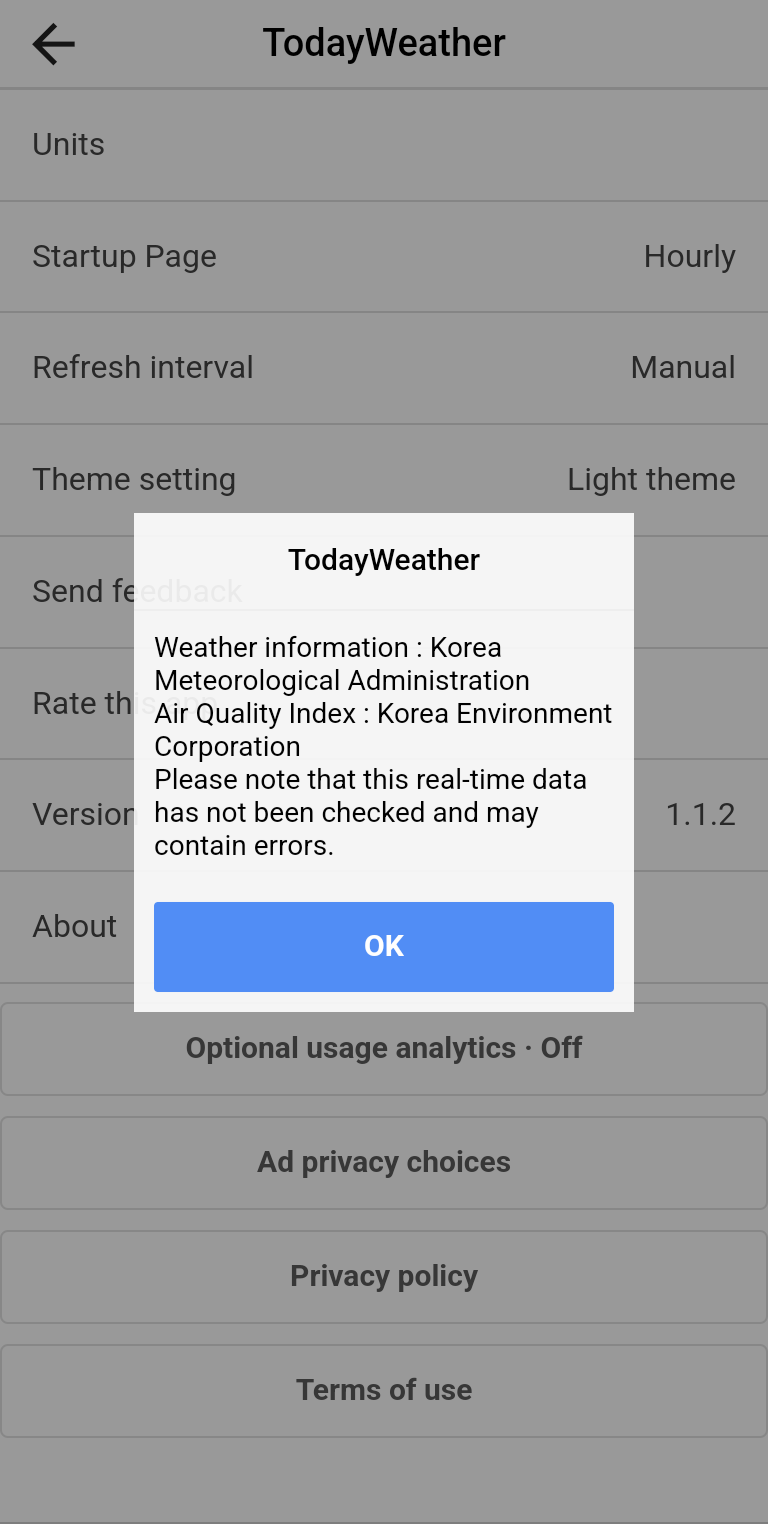 TodayWeather
Units
Startup Page Hourly
Refresh interval Manual
Theme setting Light theme
Send feedback
Rate this app
Version 1.1.2
About
TodayWeather
Weather information : Korea
Meteorological Administration
Air Quality Index : Korea Environment
Corporation
Please note that this real-time data
has not been checked and may
contain errors.
OK
Optional usage analytics · Off
Ad privacy choices
Privacy policy
Terms of use